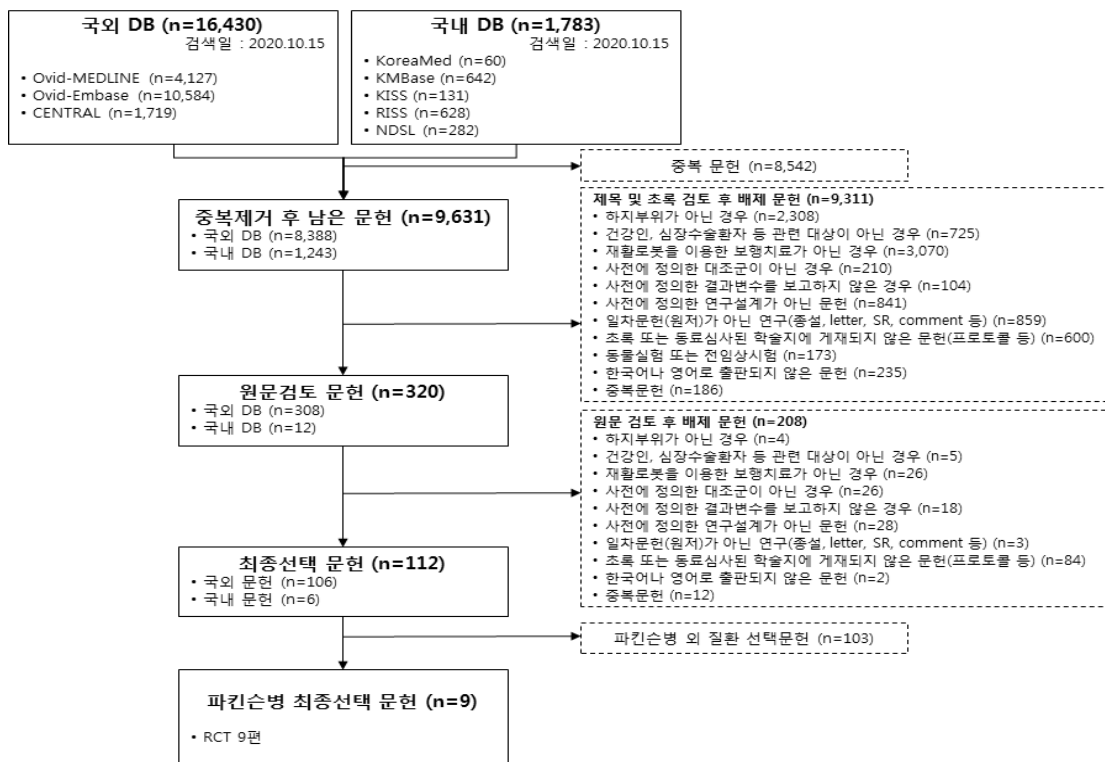 국외 DB (n=16,430)
검색일 : 2020.10.15
• Ovid-MEDLINE (n=4,127)
• Ovid-Embase (n=10,584)
• CENTRAL (n=1,719)
국내 DB (n=1,783)
검색일 : 2020.10.15
• KoreaMed (n=60)
• KMBase (n=642)
• KISS (n=131)
• RISS (n=628)
• NDSL (n=282)
중복 문헌 (n=8,542)
중복제거 후 남은 문헌 (n=9,631)
• 국외 DB (n=8,388)
• 국내 DB (n=1,243)
제목 및 초록 검토 후 배제 문헌 (n=9,311)
• 하지부위가 아닌 경우 (n=2,308)
• 건강인, 심장수술환자 등 관련 대상이 아닌 경우 (n=725)
• 재활로봇을 이용한 보행치료가 아닌 경우 (n=3,070)
• 사전에 정의한 대조군이 아닌 경우 (n=210)
• 사전에 정의한 결과변수를 보고하지 않은 경우 (n=104)
• 사전에 정의한 연구설계가 아닌 문헌 (n=841)
• 일차문헌(원저)가 아닌 연구(종설, letter, SR, comment 등) (n=859)
• 초록 또는 동료심사된 학술지에 게재되지 않은 문헌(프로토콜 등) (n=600)
• 동물실험 또는 전임상시험 (n=173)
• 한국어나 영어로 출판되지 않은 문헌 (n=235)
• 중복문헌 (n=186)
원문검토 문헌 (n=320)
• 국외 DB (n=308)
• 국내 DB (n=12)
원문 검토 후 배제 문헌 (n=208)
• 하지부위가 아닌 경우 (n=4)
• 건강인, 심장수술환자 등 관련 대상이 아닌 경우 (n=5)
• 재활로봇을 이용한 보행치료가 아닌 경우 (n=26)
• 사전에 정의한 대조군이 아닌 경우 (n=26)
• 사전에 정의한 결과변수를 보고하지 않은 경우 (n=18)
• 사전에 정의한 연구설계가 아닌 문헌 (n=28)
• 일차문헌(원저)가 아닌 연구(종설, letter, SR, comment 등) (n=3)
• 초록 또는 동료심사된 학술지에 게재되지 않은 문헌(프로토콜 등) (n=84)
• 한국어나 영어로 출판되지 않은 문헌 (n=2)
• 중복문헌 (n=12)
최종선택 문헌 (n=112)
• 국외 문헌 (n=106)
• 국내 문헌 (n=6)
파킨슨병 외 질환 선택문헌 (n=103)
파킨슨병 최종선택 문헌 (n=9)
• RCT 9편